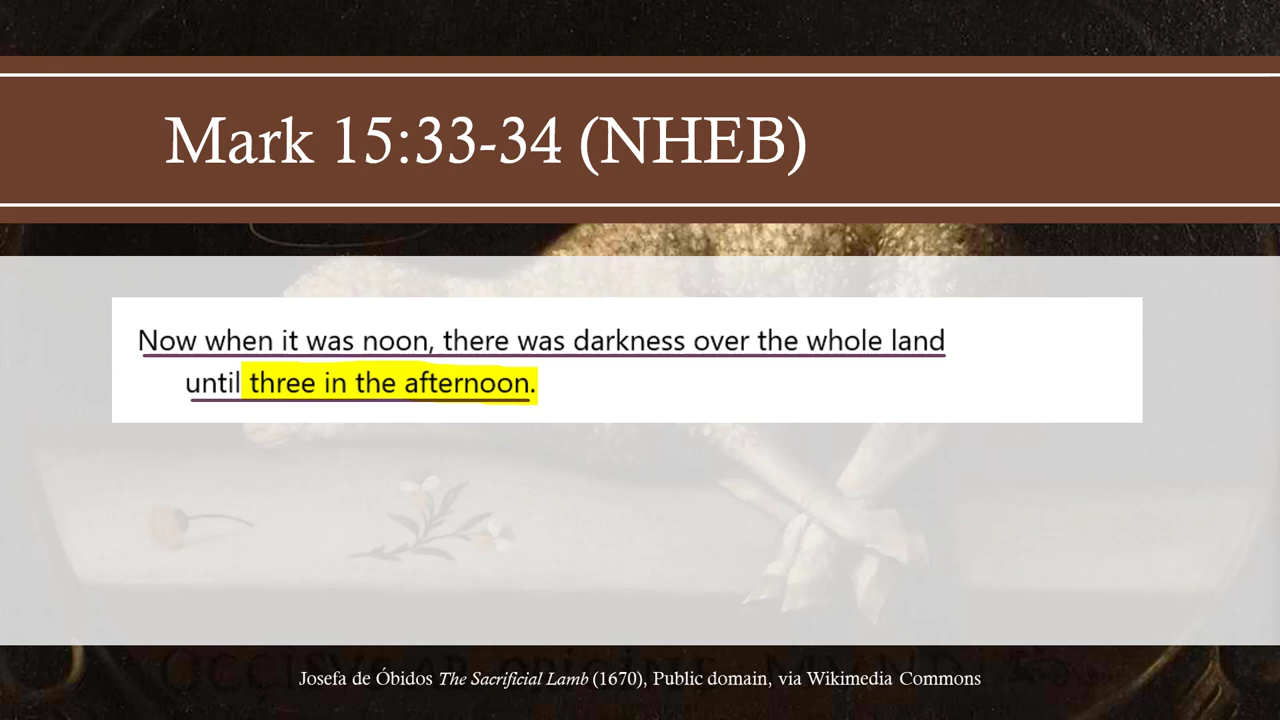 Mark 15:33-34 (NHEB)
Now when it was noon, there was darkness over the whole land
until three in the afternoon.
Josefa de Óbidos The Sacrificial Lamb (1670), Public domain, via Wikimedia Commons